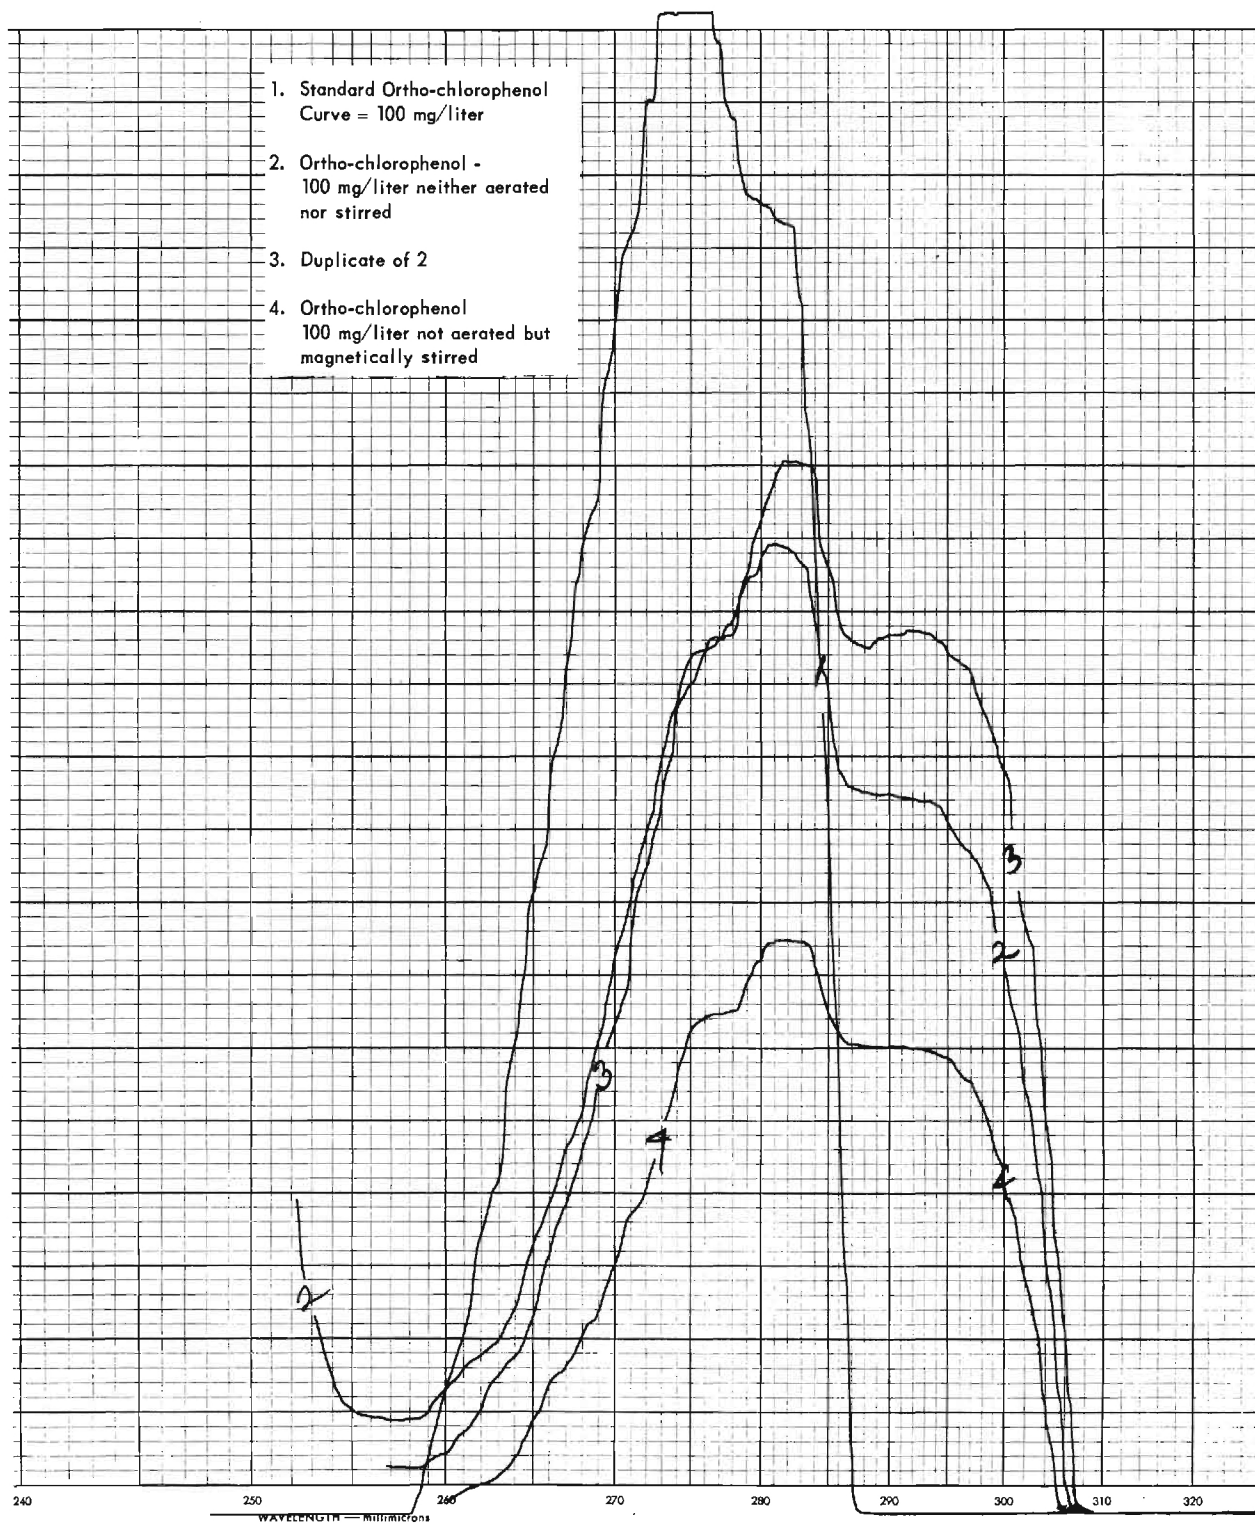 1. Standard Ortho-chlorophenol
Curve = 100 mg/liter
2. Ortho-chlorophenol -
100 mg/liter neither aerated
nor stirred
3. Duplicate of 2
4. Ortho-chlorophenol
100 mg/liter not aerated but
magnetically stirred
1
3
2
3
4
4
2
240 250 260 270 280 290 300 310 320
WAVELENGTH — Millimicrons